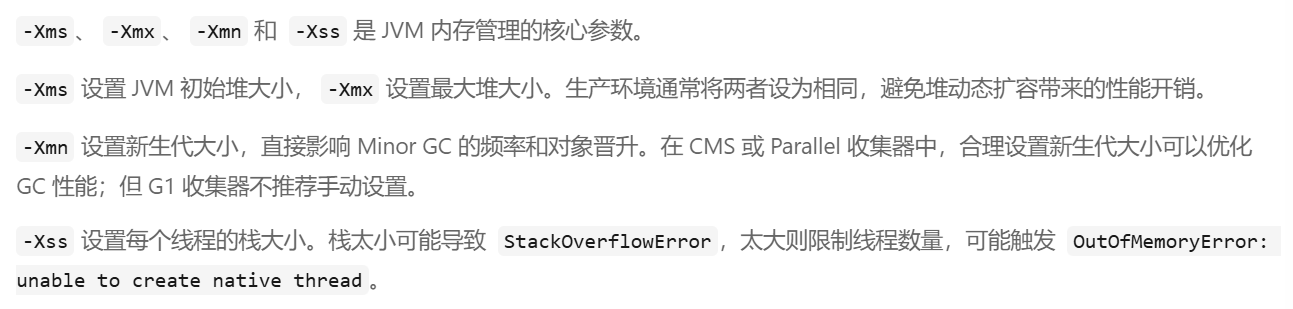 -Xms、 -Xmx、 -Xmn 和 -Xss 是 JVM 内存管理的核心参数。
-Xms 设置 JVM 初始堆大小， -Xmx 设置最大堆大小。生产环境通常将两者设为相同，避免堆动态扩容带来的性能开销。
-Xmn 设置新生代大小，直接影响 Minor GC 的频率和对象晋升。在 CMS 或 Parallel 收集器中，合理设置新生代大小可以优化
GC 性能；但 G1 收集器不推荐手动设置。
-Xss 设置每个线程的栈大小。栈太小可能导致 StackOverflowError，太大则限制线程数量，可能触发 OutOfMemoryError:
unable to create native thread。